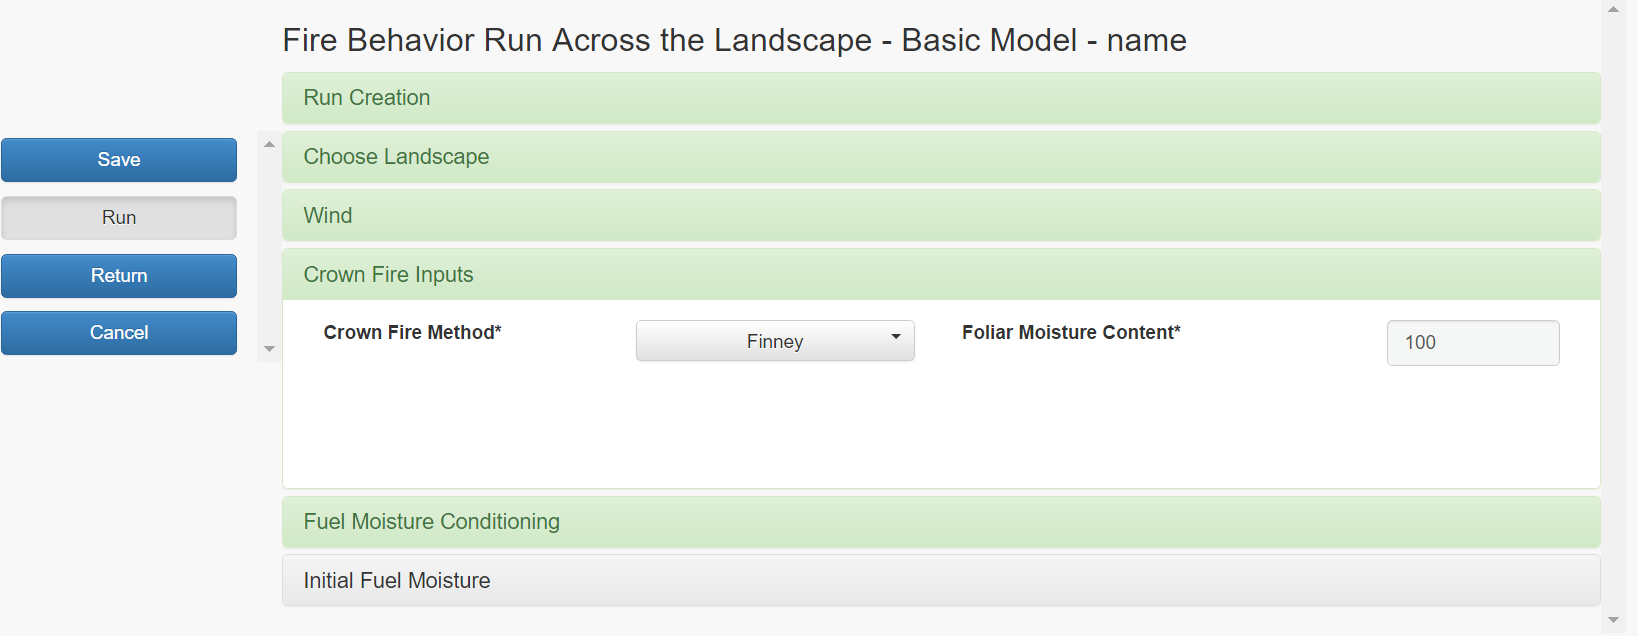 Fire Behavior Run Across the Landscape - Basic Model - name
Run Creation
Choose Landscape
Wind
Crown Fire Inputs
Crown Fire Method*
Finney
Foliar Moisture Content*
100
Fuel Moisture Conditioning
Initial Fuel Moisture
Save
Run
Return
Cancel